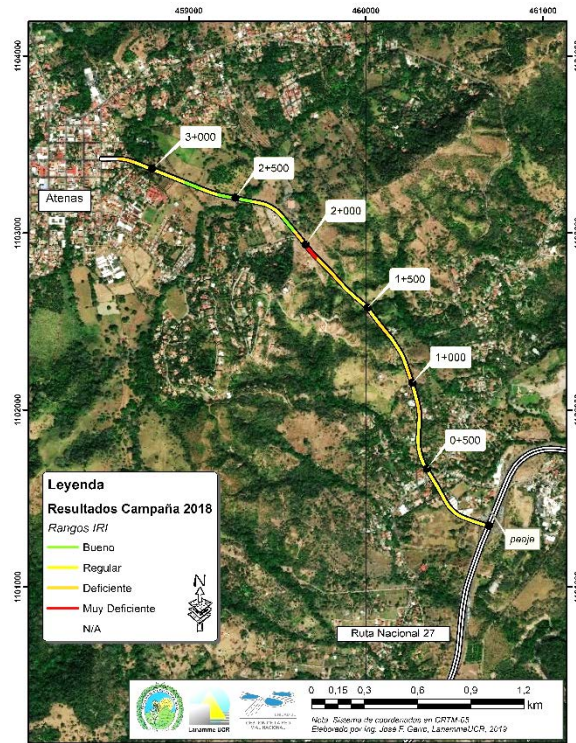 459000
460000
461000
1104000
3+000
2+500
Atenas
2+000
1103000
1+500
1+000
1102000
0+500
Leyenda
Resultados Campaña 2018
Rangos IRI
Bueno
Regular
Deficiente
Muy Deficiente
N/A
N
peaje
1101000
Ruta Nacional 27
Lanamme UCR
0 0,15 0,3 0,6 0,9 1,2
km
Nota: Sistema de coordenadas en CRTM-05
Elaborado por Ing. José F. LanammeUCR, 2019